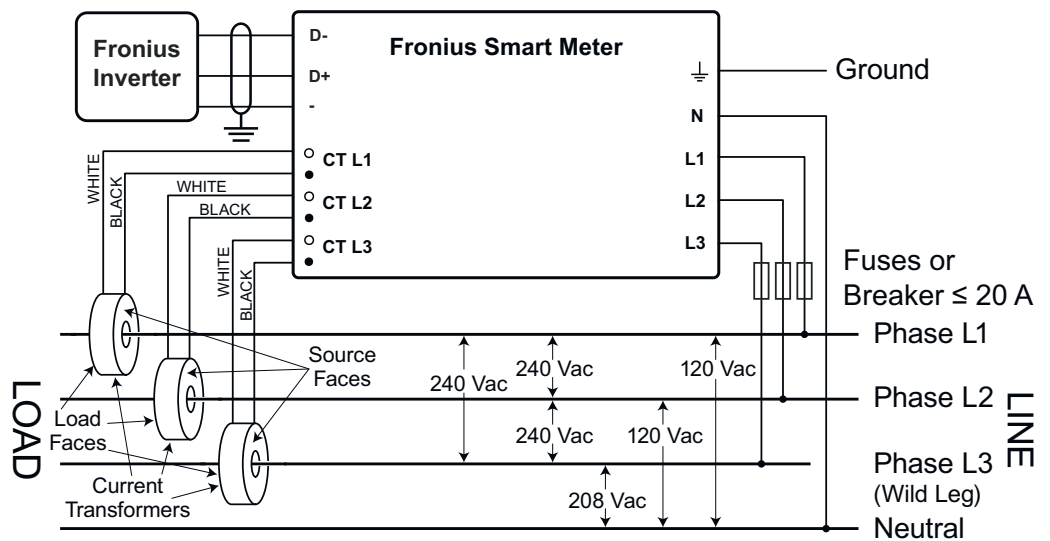 Fronius
Inverter
D-
D+
-
Fronius Smart Meter
Ground
N
CT L1
CT L2
CT L3
L1
L2
L3
WHITE
BLACK
WHITE
BLACK
WHITE
BLACK
Fuses or
Breaker ≤ 20 A
Phase L1
Source
Faces
240 Vac
240 Vac
120 Vac
Phase L2
LOAD
LINE
Load
Faces
240 Vac
120 Vac
Phase L3
(Wild Leg)
Current
Transformers
208 Vac
Neutral